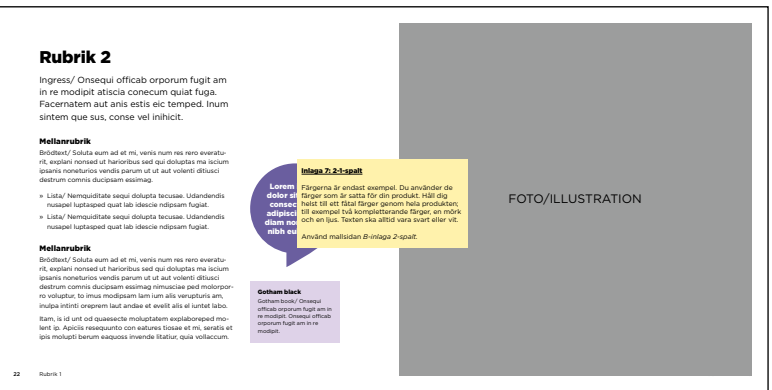 Rubrik 2
Ingress/ Onsequi officab orporum fugit am
in re modipit atiscia conecum quiat fuga.
Facernatem aut anis estis eic temped. Inum
sintem que sus, conse vel inihicit.
Mellanrubrik
Brödtext/ Soluta eum ad et mi, venis num res rero everatu-
rit, explani nonsed ut harioribus sed qui doluptas ma iscium
ipsanis noneturios vendis parum ut ut aut volenti ditiusci
destrum comnis ducipsam essimag.
» Lista/ Nemquiditate sequi dolupta tecusae. Udandendis
nusapel luptasped quat lab idescie ndipsam fugiat.
» Lista/ Nemquiditate sequi dolupta tecusae. Udandendis
nusapel luptasped quat lab idescie ndipsam fugiat.
Mellanrubrik
Brödtext/ Soluta eum ad et mi, venis num res rero everatu-
rit, explani nonsed ut harioribus sed qui doluptas ma iscium
ipsanis noneturios vendis parum ut ut aut volenti ditiusci
destrum comnis ducipsam essimag nimusciae ped molorpor-
ro voluptur, to imus modipsam lam ium alis verupturis am,
inulpa intinti oreprem laut andae et evelit alis el iuntet labo.
Itam, is id unt od quaesecte moluptatem explaboreped mo-
lent ip. Apiciis resequunto con eatures tiosae et mi, seratis et
ipis molupti berum eaquoss invende litatiur, quia vollaccum.
Lorem
dolor si
consec
adipisci
diam no
nibh eu
Inlaga 7: 2-1-spalt
Färgerna är endast exempel. Du använder de
färger som är satta för din produkt. Håll dig
helst till ett fåtal färger genom hela produkten;
till exempel två kompletterande färger, en mörk
och en ljus. Texten ska alltid vara svart eller vit.
Använd mallsidan B-inlaga 2-spalt.
Gotham black
Gotham book/ Onsequi
officab orporum fugit am in
re modipit. Onsequi officab
orporum fugit am in re
modipit.
FOTO/ILLUSTRATION
22 Rubrik 1